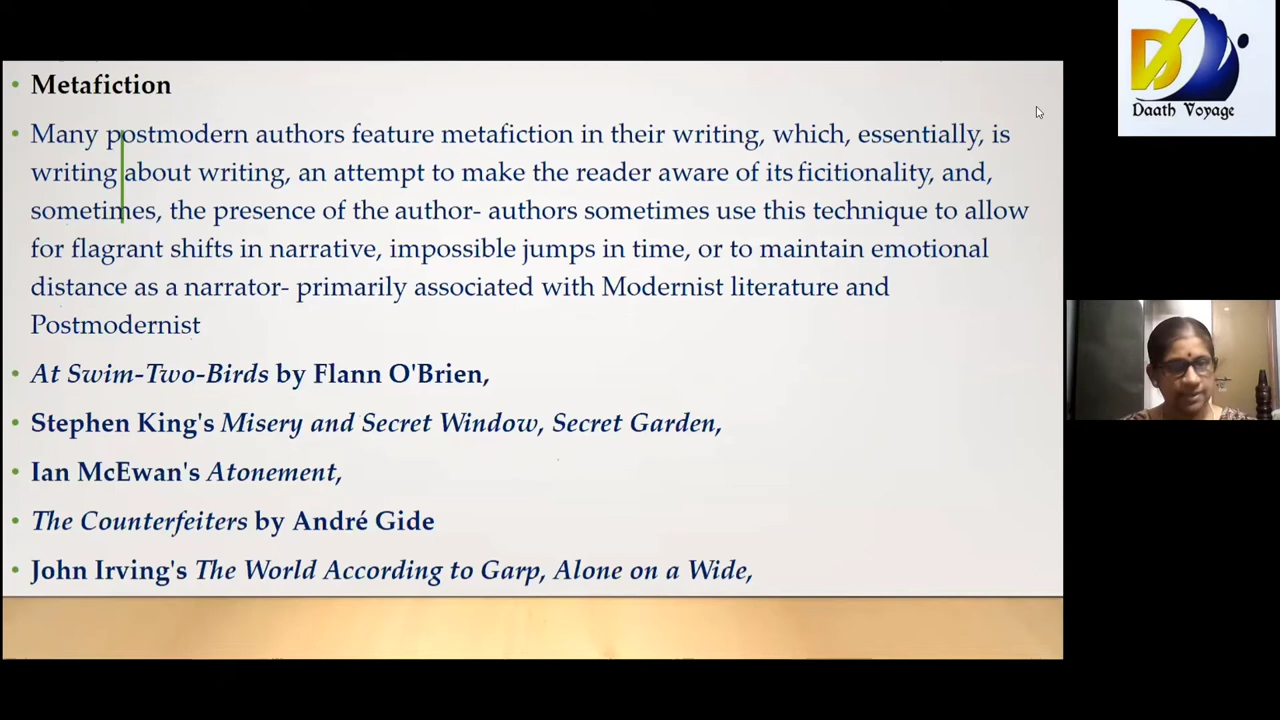 Metafiction
Many postmodern authors feature metafiction in their writing, which, essentially, is
writing about writing, an attempt to make the reader aware of its ficitionality, and,
sometimes, the presence of the author- authors sometimes use this technique to allow
for flagrant shifts in narrative, impossible jumps in time, or to maintain emotional
distance as a narrator- primarily associated with Modernist literature and
Postmodernist
At Swim-Two-Birds by Flann O'Brien,
Stephen King's Misery and Secret Window, Secret Garden,
Ian McEwan's Atonement,
The Counterfeiters by André Gide
John Irving's The World According to Garp, Alone on a Wide,
Daath Voyage